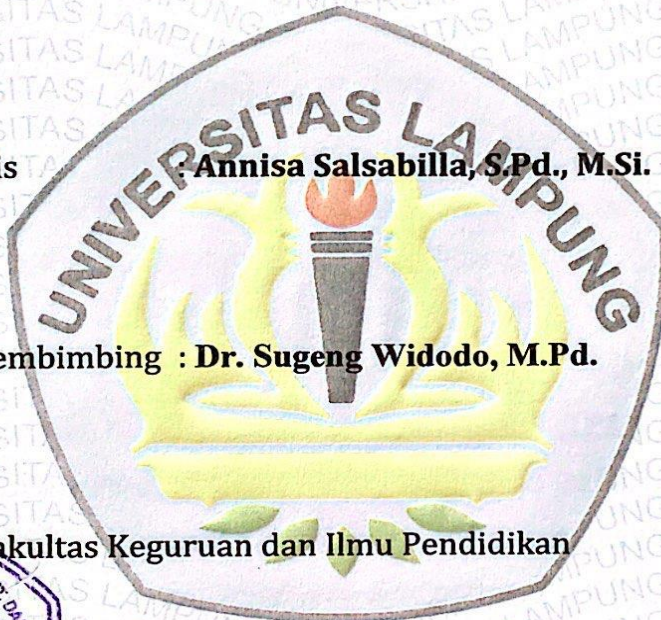 UNIVERSITAS LAMPUNG
is : Annisa Salsabilla, S.Pd., M.Si.
embimbing : Dr. Sugeng Widodo, M.Pd.
akultas Keguruan dan Ilmu Pendidikan